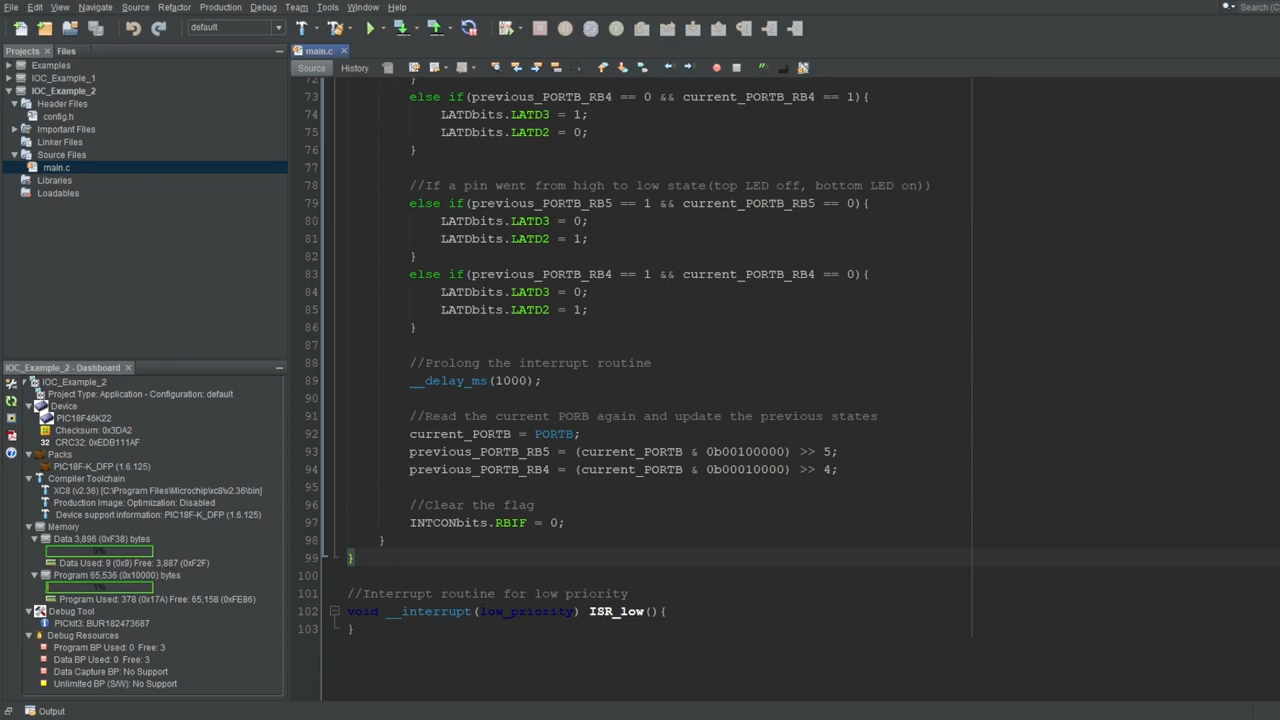 File Edit View Navigate Source Refactor Production Debug Team Tools Window Help
Search (C
default
Projects Files
Examples
IOC_Example_1
IOC_Example_2
Header Files
config.h
Important Files
Linker Files
Source Files
main.c
Libraries
Loadables
IOC_Example_2 - Dashboard
IOC_Example_2
Project Type: Application - Configuration: default
Device
PIC18F46K22
Checksum: 0x3DA2
CRC32: 0xEDB111AF
Packs
PIC18F-K_DFP (1.6.125)
Compiler Toolchain
XC8 (v2.36) [C:\Program Files\Microchip\xc8\v2.36\bin]
Production Image: Optimization: Disabled
Device support information: PIC18F-K_DFP (1.6.125)
Memory
Data 3,896 (0xF38) bytes
0%
Data Used: 9 (0x9) Free: 3,887 (0xF2F)
Program 65,536 (0x10000) bytes
1%
Program Used: 378 (0x17A) Free: 65,158 (0xFE86)
Debug Tool
PICkit3: BUR182473687
Debug Resources
Program BP Used: 0 Free: 3
Data BP Used: 0 Free: 3
Data Capture BP: No Support
Unlimited BP (S/W): No Support
main.c
Source History
72 }
73 else if(previous_PORTB_RB4 == 0 && current_PORTB_RB4 == 1){
74 LATDbits.LATD3 = 1;
75 LATDbits.LATD2 = 0;
76 }
77
78 //If a pin went from high to low state(top LED off, bottom LED on))
79 else if(previous_PORTB_RB5 == 1 && current_PORTB_RB5 == 0){
80 LATDbits.LATD3 = 0;
81 LATDbits.LATD2 = 1;
82 }
83 else if(previous_PORTB_RB4 == 1 && current_PORTB_RB4 == 0){
84 LATDbits.LATD3 = 0;
85 LATDbits.LATD2 = 1;
86 }
87
88 //Prolong the interrupt routine
89 __delay_ms(1000);
90
91 //Read the current PORB again and update the previous states
92 current_PORTB = PORTB;
93 previous_PORTB_RB5 = (current_PORTB & 0b00100000) >> 5;
94 previous_PORTB_RB4 = (current_PORTB & 0b00010000) >> 4;
95
96 //Clear the flag
97 INTCONbits.RBIF = 0;
98 }
99 }
100
101 //Interrupt routine for low priority
102 void __interrupt(low_priority) ISR_low(){
103 }
Output